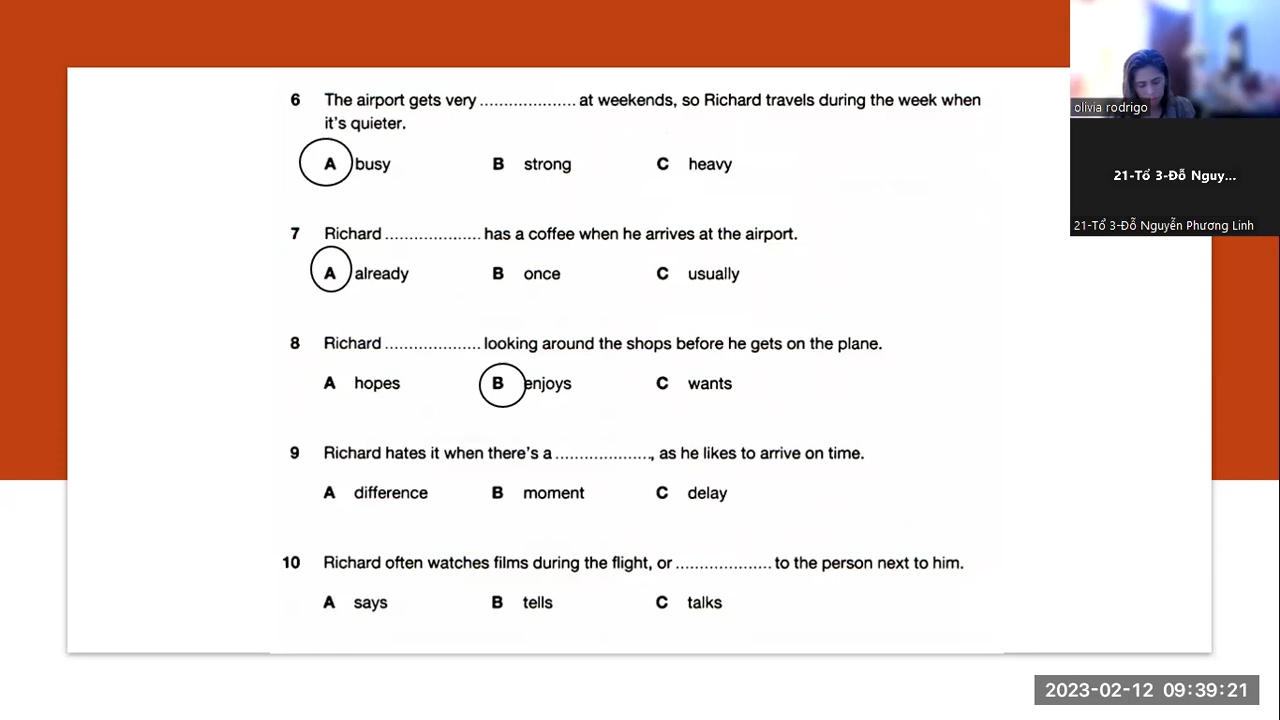 6 The airport gets very .................... at weekends, so Richard travels during the week when
it's quieter.
A busy B strong C heavy
7 Richard .................... has a coffee when he arrives at the airport.
A already B once C usually
8 Richard .................... looking around the shops before he gets on the plane.
A hopes B enjoys C wants
9 Richard hates it when there's a ...................., as he likes to arrive on time.
A difference B moment C delay
10 Richard often watches films during the flight, or .................... to the person next to him.
A says B tells C talks
olivia rodrigo
21-Tổ 3-Đỗ Nguy...
21-Tổ 3-Đỗ Nguyễn Phương Linh
2023-02-12 09:39:21